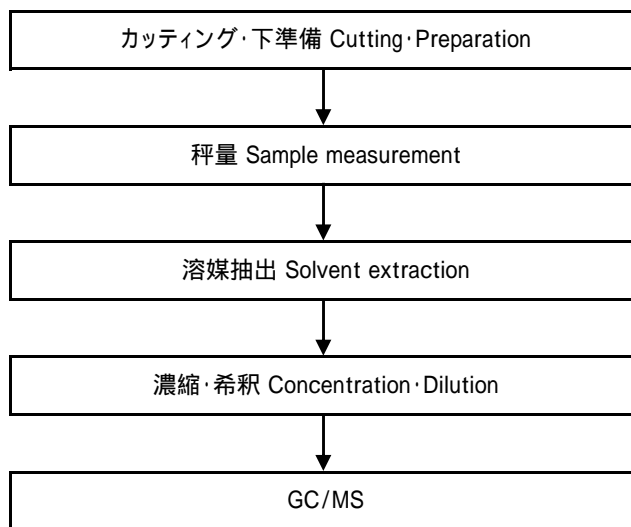 カッティング·下準備 Cutting·Preparation
秤量 Sample measurement
溶媒抽出 Solvent extraction
濃縮·希釈 Concentration·Dilution
GC/MS